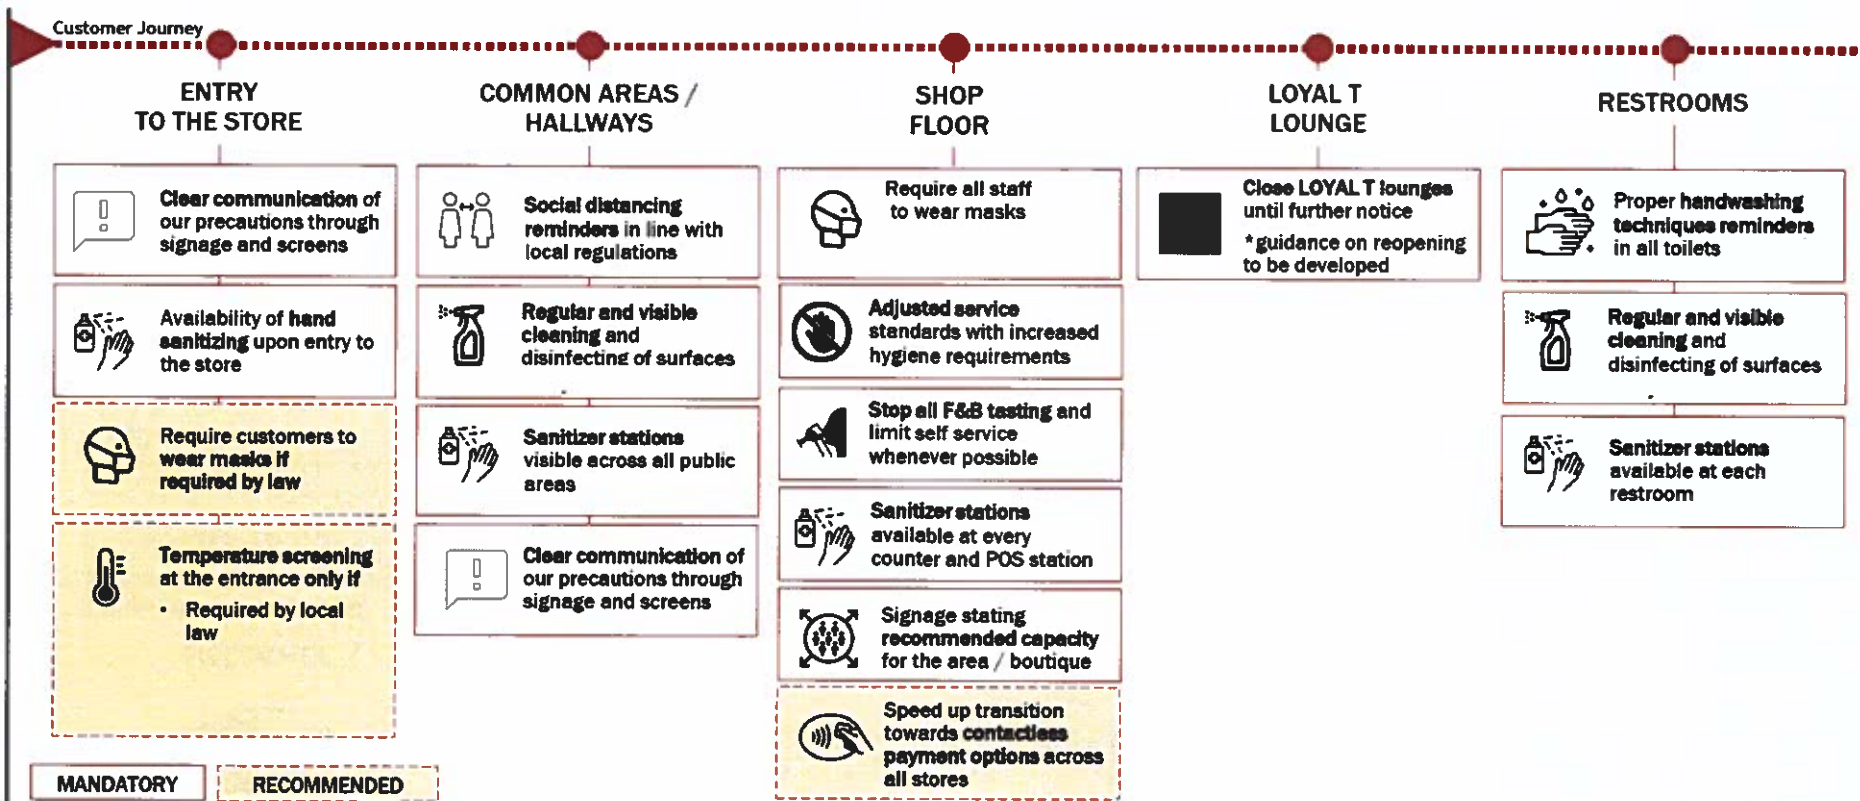 Customer Journey
ENTRY
TO THE STORE
Clear communication of
our precautions through
signage and screens
Availability of hand
sanitizing upon entry to
the store
Require customers to
wear masks if
required by law
Temperature screening
at the entrance only if
• Required by local
law
COMMON AREAS /
HALLWAYS
Social distancing
reminders in line with
local regulations
Regular and visible
cleaning and
disinfecting of surfaces
Sanitizer stations
visible across all public
areas
Clear communication of
our precautions through
signage and screens
SHOP
FLOOR
Require all staff
to wear masks
Adjusted service
standards with increased
hygiene requirements
Stop all F&B tasting and
limit self service
whenever possible
Sanitizer stations
available at every
counter and POS station
Signage stating
recommended capacity
for the area / boutique
Speed up transition
towards contactless
payment options across
all stores
LOYAL T
LOUNGE
Close LOYAL T lounges
until further notice
*guidance on reopening
to be developed
RESTROOMS
Proper handwashing
techniques reminders
in all toilets
Regular and visible
cleaning and
disinfecting of surfaces
Sanitizer stations
available at each
restroom
MANDATORY
RECOMMENDED